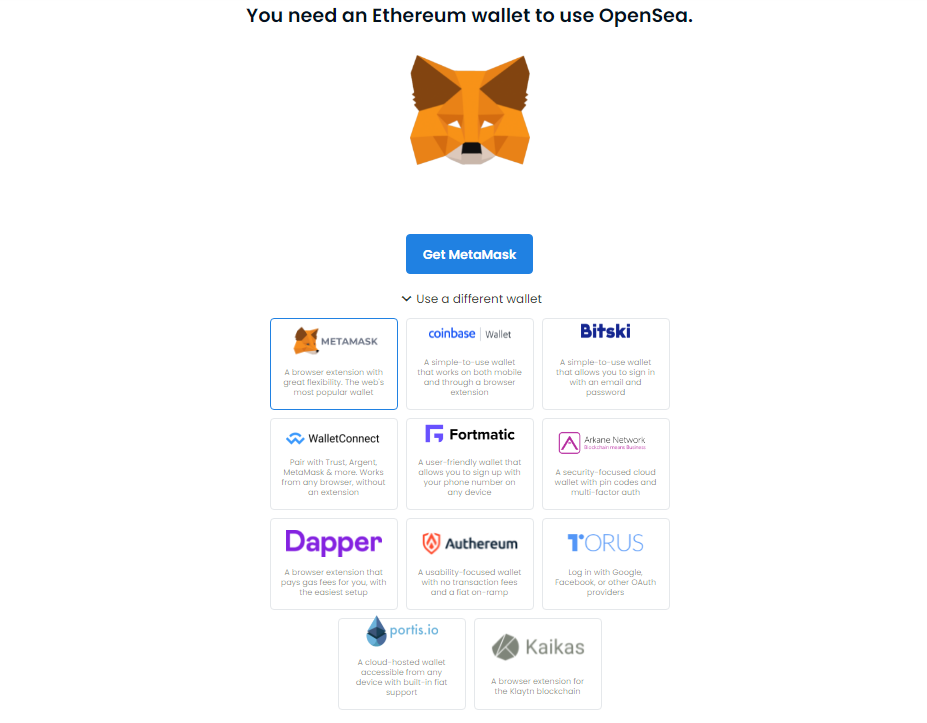 You need an Ethereum wallet to use OpenSea.
Get MetaMask
Use a different wallet
METAMASK
A browser extension with
great flexibility. The web's
most popular wallet
coinbase | Wallet
A simple-to-use wallet
that works on both mobile
and through a browser
extension
Bitski
A simple-to-use wallet
that allows you to sign in
with an email and
password
WalletConnect
Pair with Trust, Argent,
MetaMask & more. Works
from any browser, without
an extension
Fortmatic
A user-friendly wallet that
allows you to sign up with
your phone number on
any device
Arkane Network
Blockchain means Business
A security-focused cloud
wallet with pin codes and
multi-factor auth
Dapper
A browser extension that
pays gas fees for you, with
the easiest setup
Authereum
A usability-focused wallet
with no transaction fees
and a fiat on-ramp
TORUS
Log in with Google,
Facebook, or other OAuth
providers
portis.io
A cloud-hosted wallet
accessible from any
device with built-in fiat
support
Kaikas
A browser extension for
the Klaytn blockchain